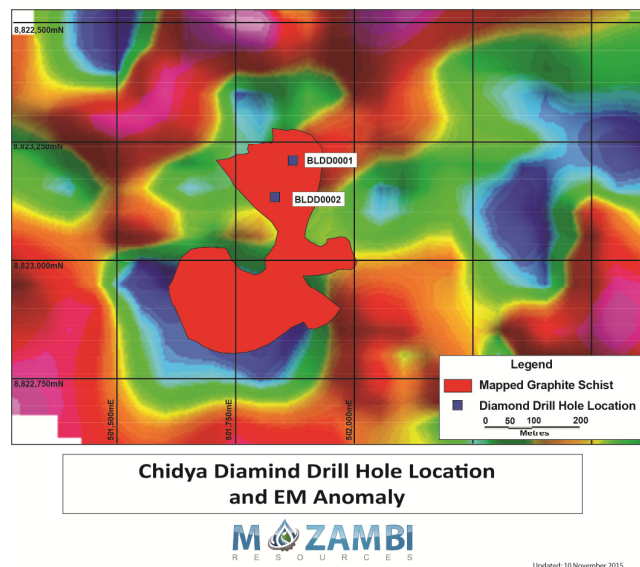 8,822,500mN
8,823,250mN
BLDD0001
BLDD0002
8,823,000mN
8,822,750mN
501,500mE
501,750mE
502,000mE
Legend
Mapped Graphite Schist
Diamond Drill Hole Location
0 50 100 200
Metres
Chidya Diamind Drill Hole Location
and EM Anomaly
MOZAMBI
RESOURCES
Updated: 10 November 2015